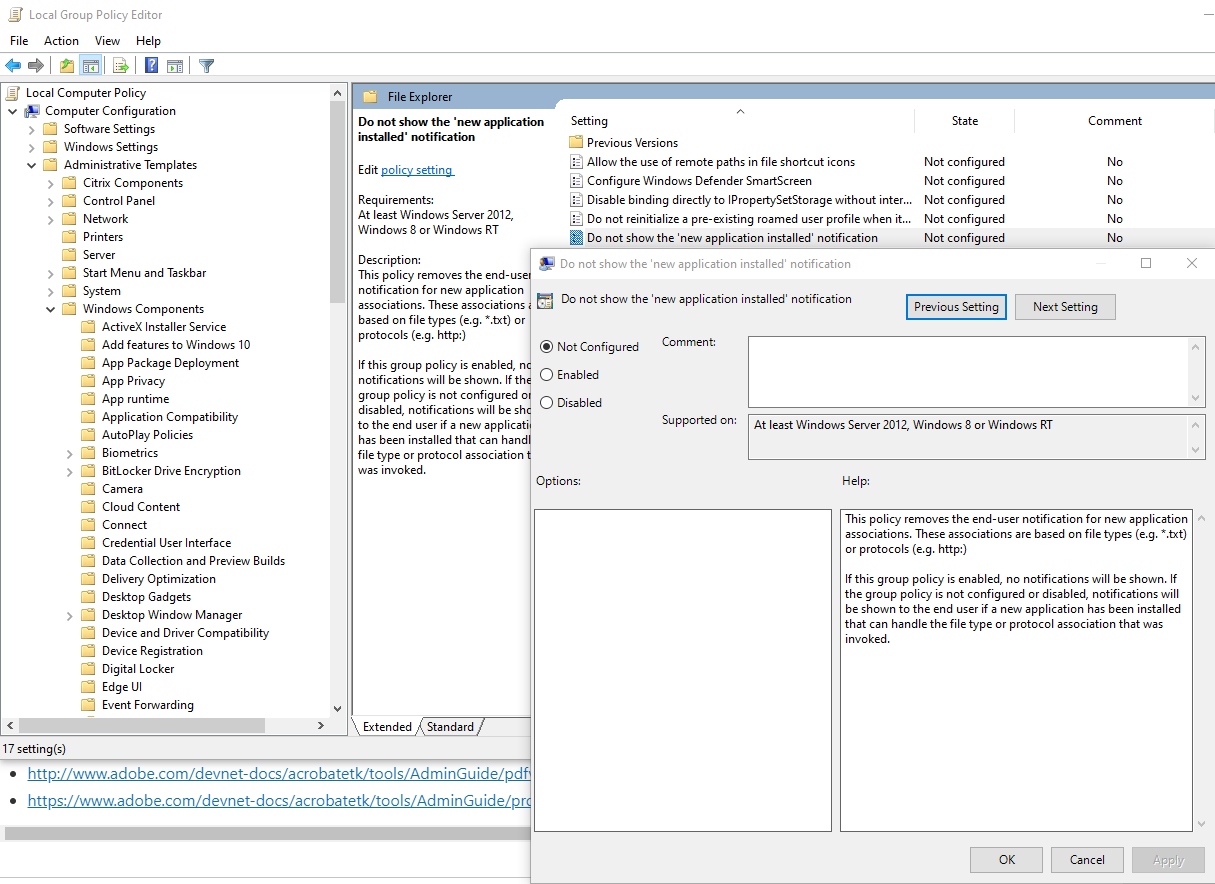 Local Group Policy Editor
File Action View Help
Local Computer Policy
Computer Configuration
Software Settings
Windows Settings
Administrative Templates
Citrix Components
Control Panel
Network
Printers
Server
Start Menu and Taskbar
System
Windows Components
ActiveX Installer Service
Add features to Windows 10
App Package Deployment
App Privacy
App runtime
Application Compatibility
AutoPlay Policies
Biometrics
BitLocker Drive Encryption
Camera
Cloud Content
Connect
Credential User Interface
Data Collection and Preview Builds
Delivery Optimization
Desktop Gadgets
Desktop Window Manager
Device and Driver Compatibility
Device Registration
Digital Locker
Edge UI
Event Forwarding
17 setting(s)
File Explorer
Do not show the 'new application
installed' notification
Edit policy setting
Requirements:
At least Windows Server 2012,
Windows 8 or Windows RT
Description:
This policy removes the end-user
notification for new application
associations. These associations a
based on file types (e.g. *.txt) or
protocols (e.g. http:)
If this group policy is enabled, no
notifications will be shown. If the
group policy is not configured or
disabled, notifications will be sho
to the end user if a new applicatio
has been installed that can handl
file type or protocol association t
was invoked.
Extended Standard
Setting State Comment
Previous Versions
Allow the use of remote paths in file shortcut icons Not configured No
Configure Windows Defender SmartScreen Not configured No
Disable binding directly to IPropertySetStorage without inter... Not configured No
Do not reinitialize a pre-existing roamed user profile when it... Not configured No
Do not show the 'new application installed' notification Not configured No
Do not show the 'new application installed' notification
Do not show the 'new application installed' notification
Previous Setting Next Setting
Not Configured
Enabled
Disabled
Comment:
Supported on:
At least Windows Server 2012, Windows 8 or Windows RT
Options:
Help:
This policy removes the end-user notification for new application
associations. These associations are based on file types (e.g. *.txt)
or protocols (e.g. http:)
If this group policy is enabled, no notifications will be shown. If
the group policy is not configured or disabled, notifications will
be shown to the end user if a new application has been installed
that can handle the file type or protocol association that was
invoked.
OK Cancel Apply
http://www.adobe.com/devnet-docs/acrobatetk/tools/AdminGuide/pdf
https://www.adobe.com/devnet-docs/acrobatetk/tools/AdminGuide/pr